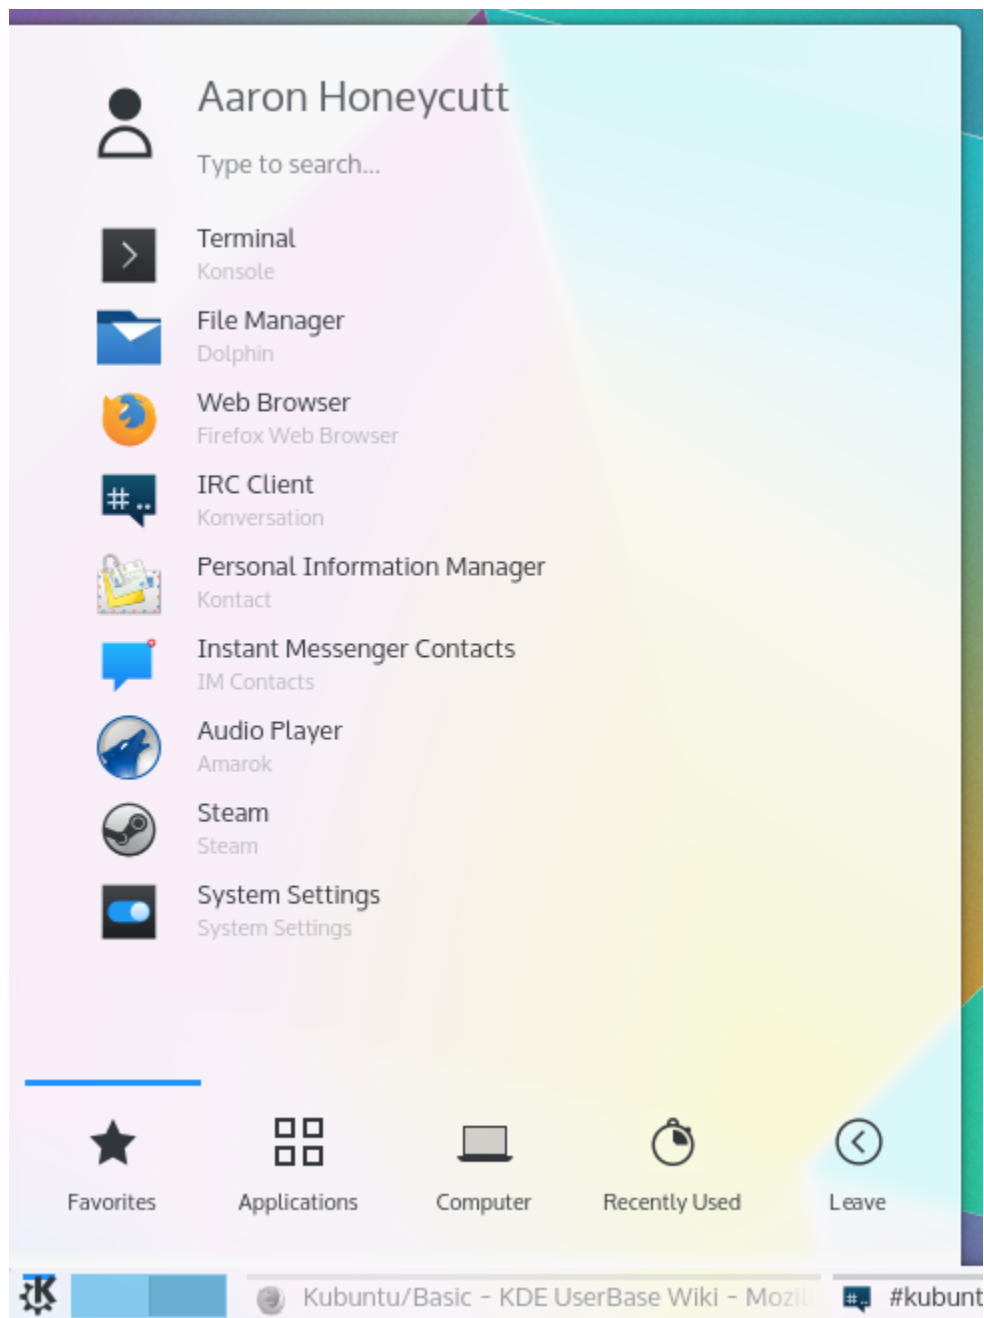 Aaron Honeycutt
Type to search...
Terminal
Konsole
File Manager
Dolphin
Web Browser
Firefox Web Browser
IRC Client
Konversation
Personal Information Manager
Kontact
Instant Messenger Contacts
IM Contacts
Audio Player
Amarok
Steam
Steam
System Settings
System Settings
Favorites Applications Computer Recently Used Leave
Kubuntu/Basic - KDE UserBase Wiki - Mozill #kubunt